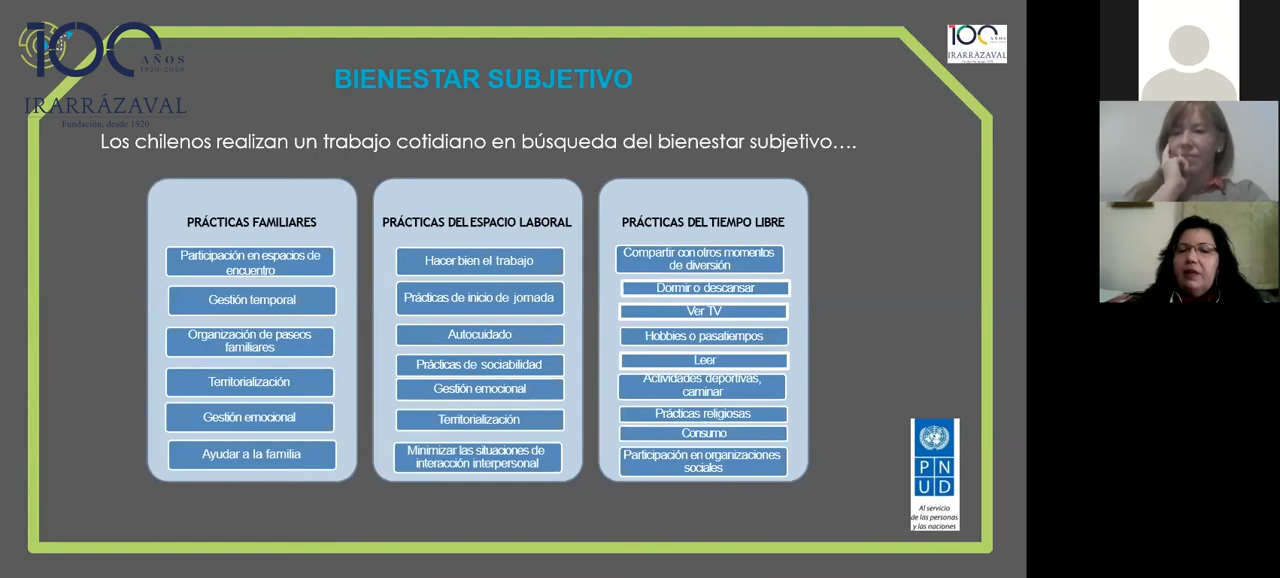 100
AÑOS
1920-2020
IRARRÁZAVAL
Fundación, desde 1920
100
IRARRÁZAVAL
BIENESTAR SUBJETIVO
Los chilenos realizan un trabajo cotidiano en búsqueda del bienestar subjetivo....
PRÁCTICAS FAMILIARES
Participación en espacios de
encuentro
Gestión temporal
Organización de paseos
familiares
Territorialización
Gestión emocional
Ayudar a la familia
PRÁCTICAS DEL ESPACIO LABORAL
Hacer bien el trabajo
Prácticas de inicio de jornada
Autocuidado
Prácticas de sociabilidad
Gestión emocional
Territorialización
Minimizar las situaciones de
interacción interpersonal
PRÁCTICAS DEL TIEMPO LIBRE
Compartir con otros momentos
de diversión
Dormir o descansar
Ver TV
Hobbies o pasatiempos
Leer
Actividades deportivas,
caminar
Prácticas religiosas
Consumo
Participación en organizaciones
sociales
P N
U D
Al servicio
de las personas
y las naciones